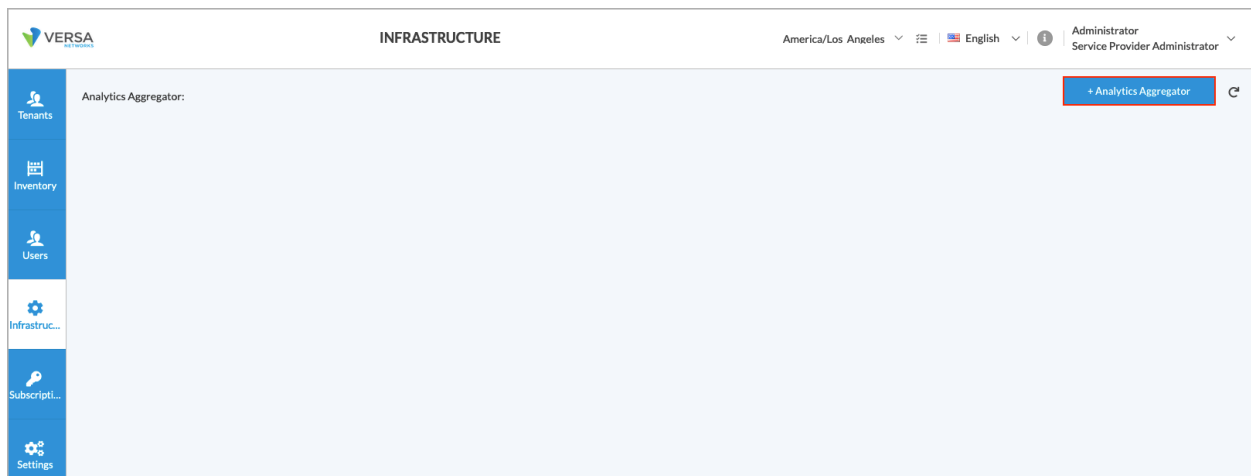 VERSA
NETWORKS
INFRASTRUCTURE
America/Los Angeles
English
i
Administrator
Service Provider Administrator
Tenants
Inventory
Users
Infrastruc...
Subscripti...
Settings
Analytics Aggregator:
+ Analytics Aggregator